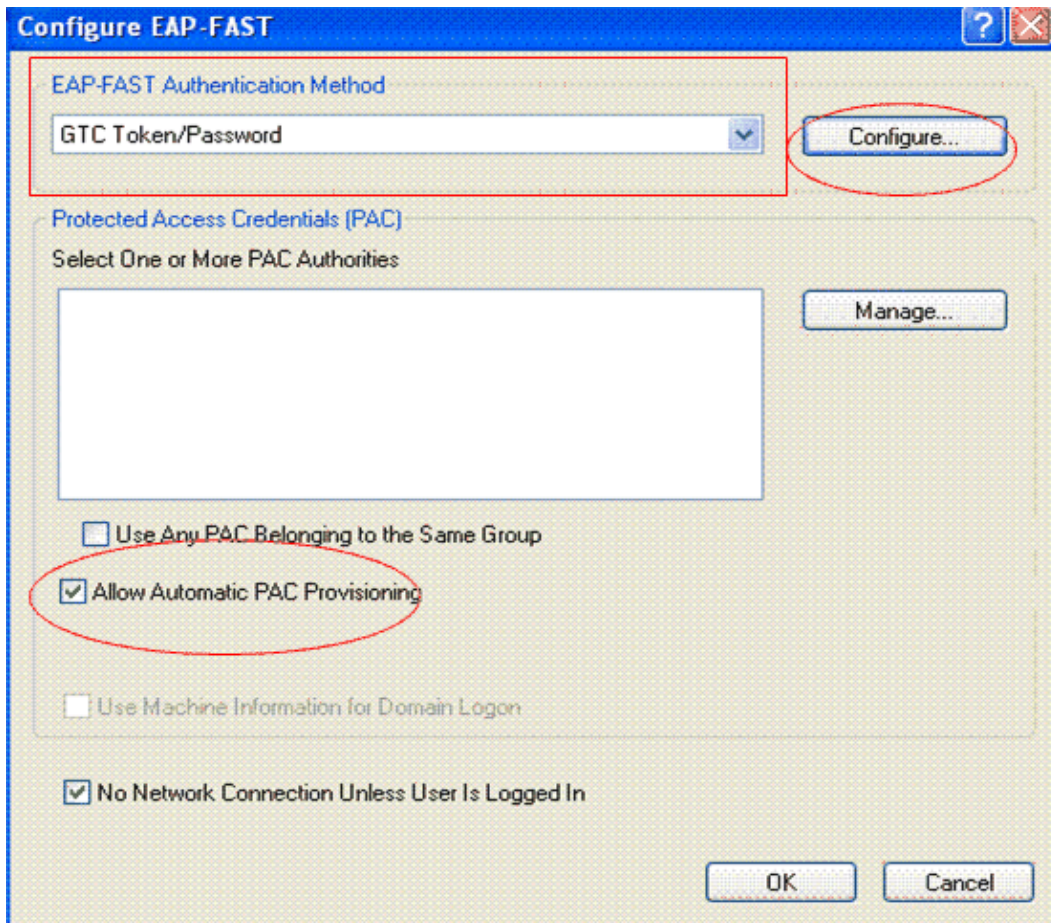 Configure EAP-FAST
?
EAP-FAST Authentication Method
GTC Token/Password
Configure...
Protected Access Credentials (PAC)
Select One or More PAC Authorities
Manage...
Use Any PAC Belonging to the Same Group
Allow Automatic PAC Provisioning
Use Machine Information for Domain Logon
No Network Connection Unless User Is Logged In
OK
Cancel